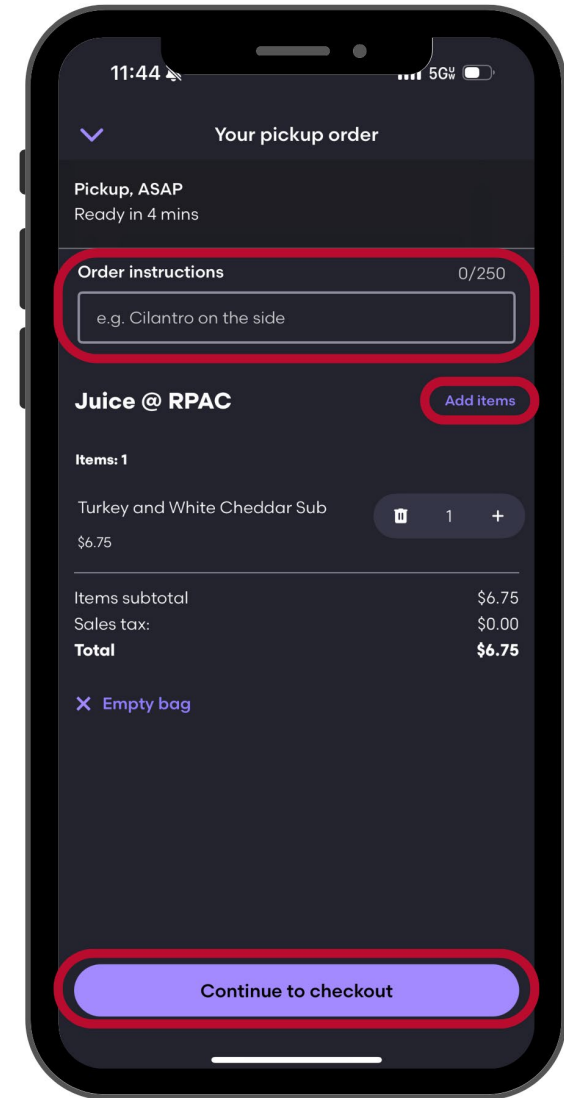 11:44
5G UW
Your pickup order
Pickup, ASAP
Ready in 4 mins
Order instructions 0/250
e.g. Cilantro on the side
Juice @ RPAC Add items
Items: 1
Turkey and White Cheddar Sub 1 +
$6.75
Items subtotal $6.75
Sales tax: $0.00
Total $6.75
Empty bag
Continue to checkout